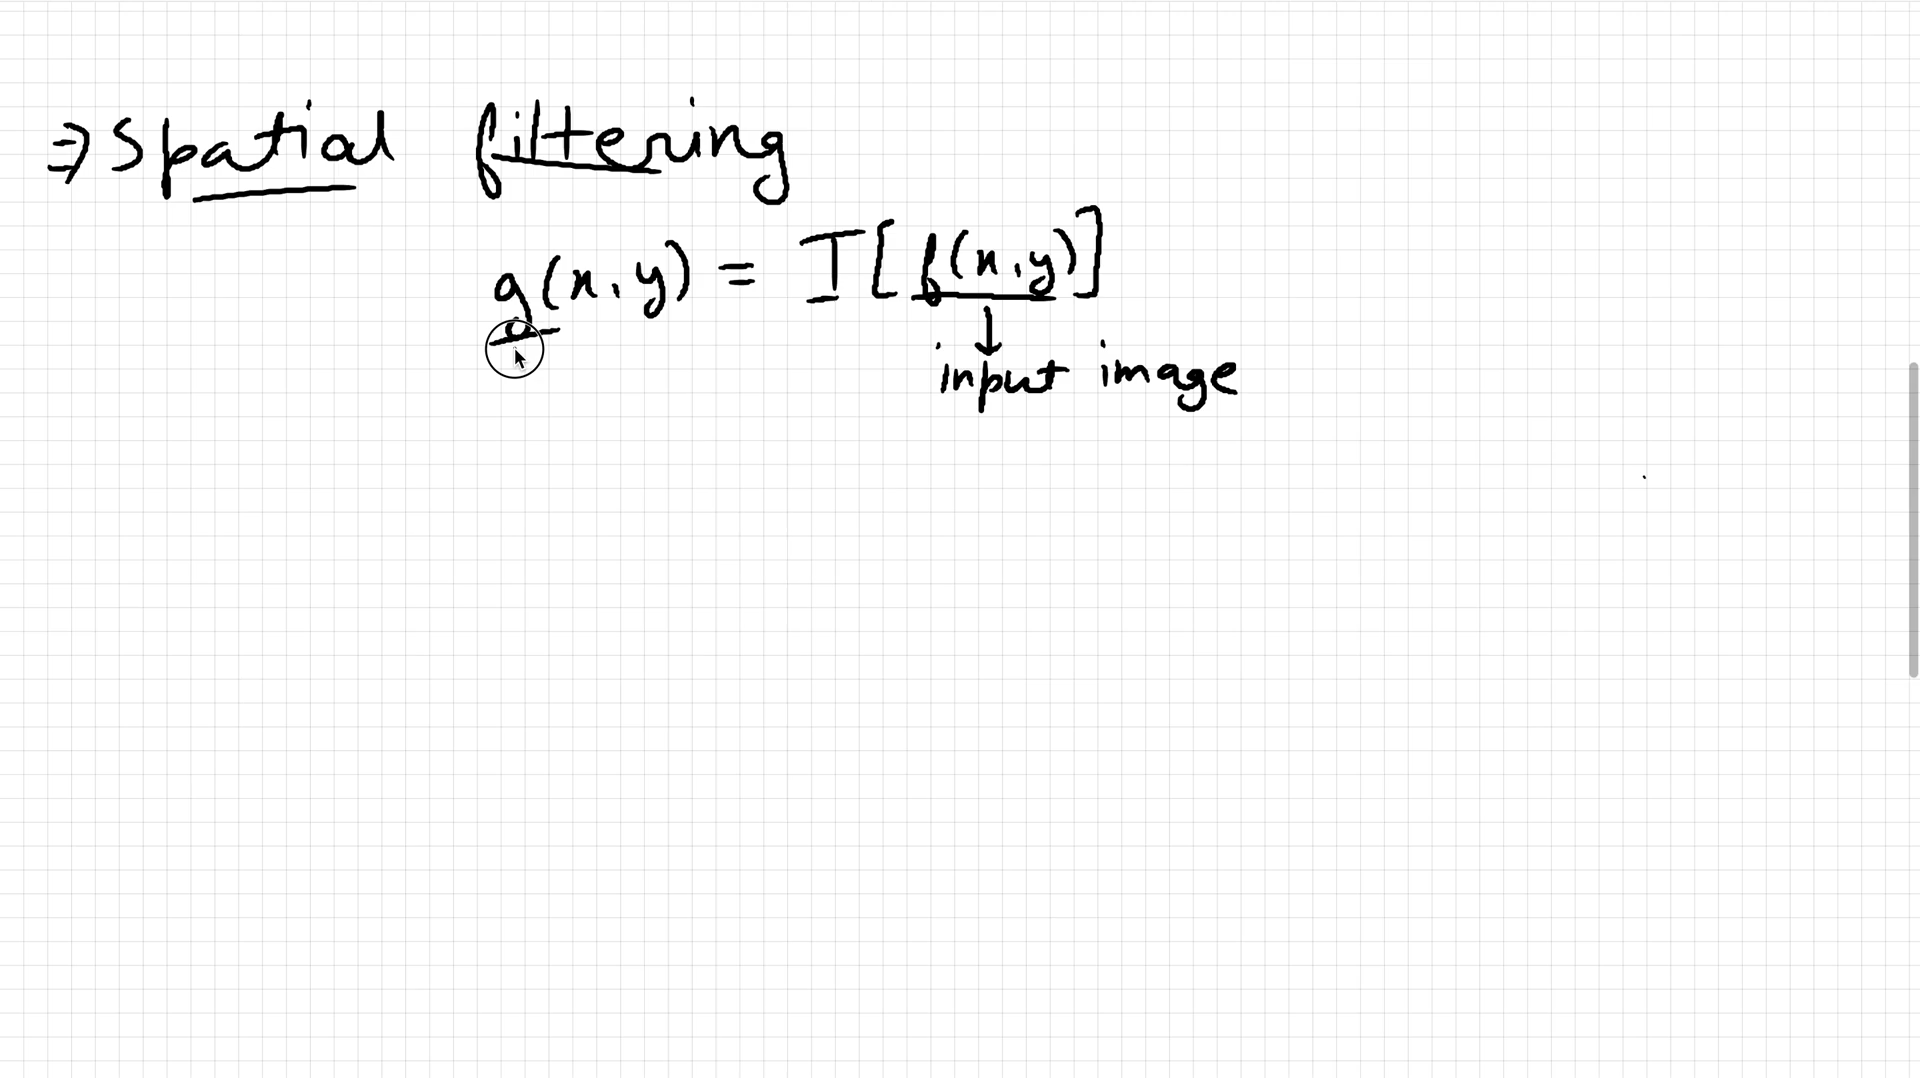 ⇒ Spatial filtering
g(x,y) = T[f(x,y)]
↓
input image